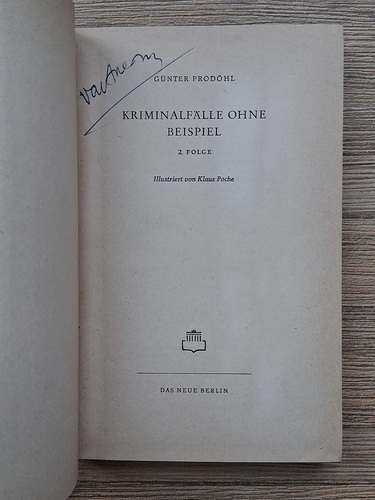 GÜNTER PRODÖHL
KRIMINALFÄLLE OHNE
BEISPIEL
2. FOLGE
Illustriert von Klaus Poche
DAS NEUE BERLIN